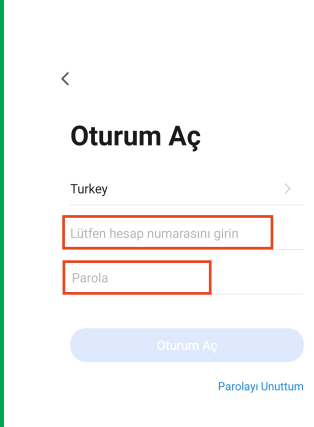 Oturum Aç
Turkey
Lütfen hesap numarasını girin
Parola
Oturum Aç
Parolayı Unuttum